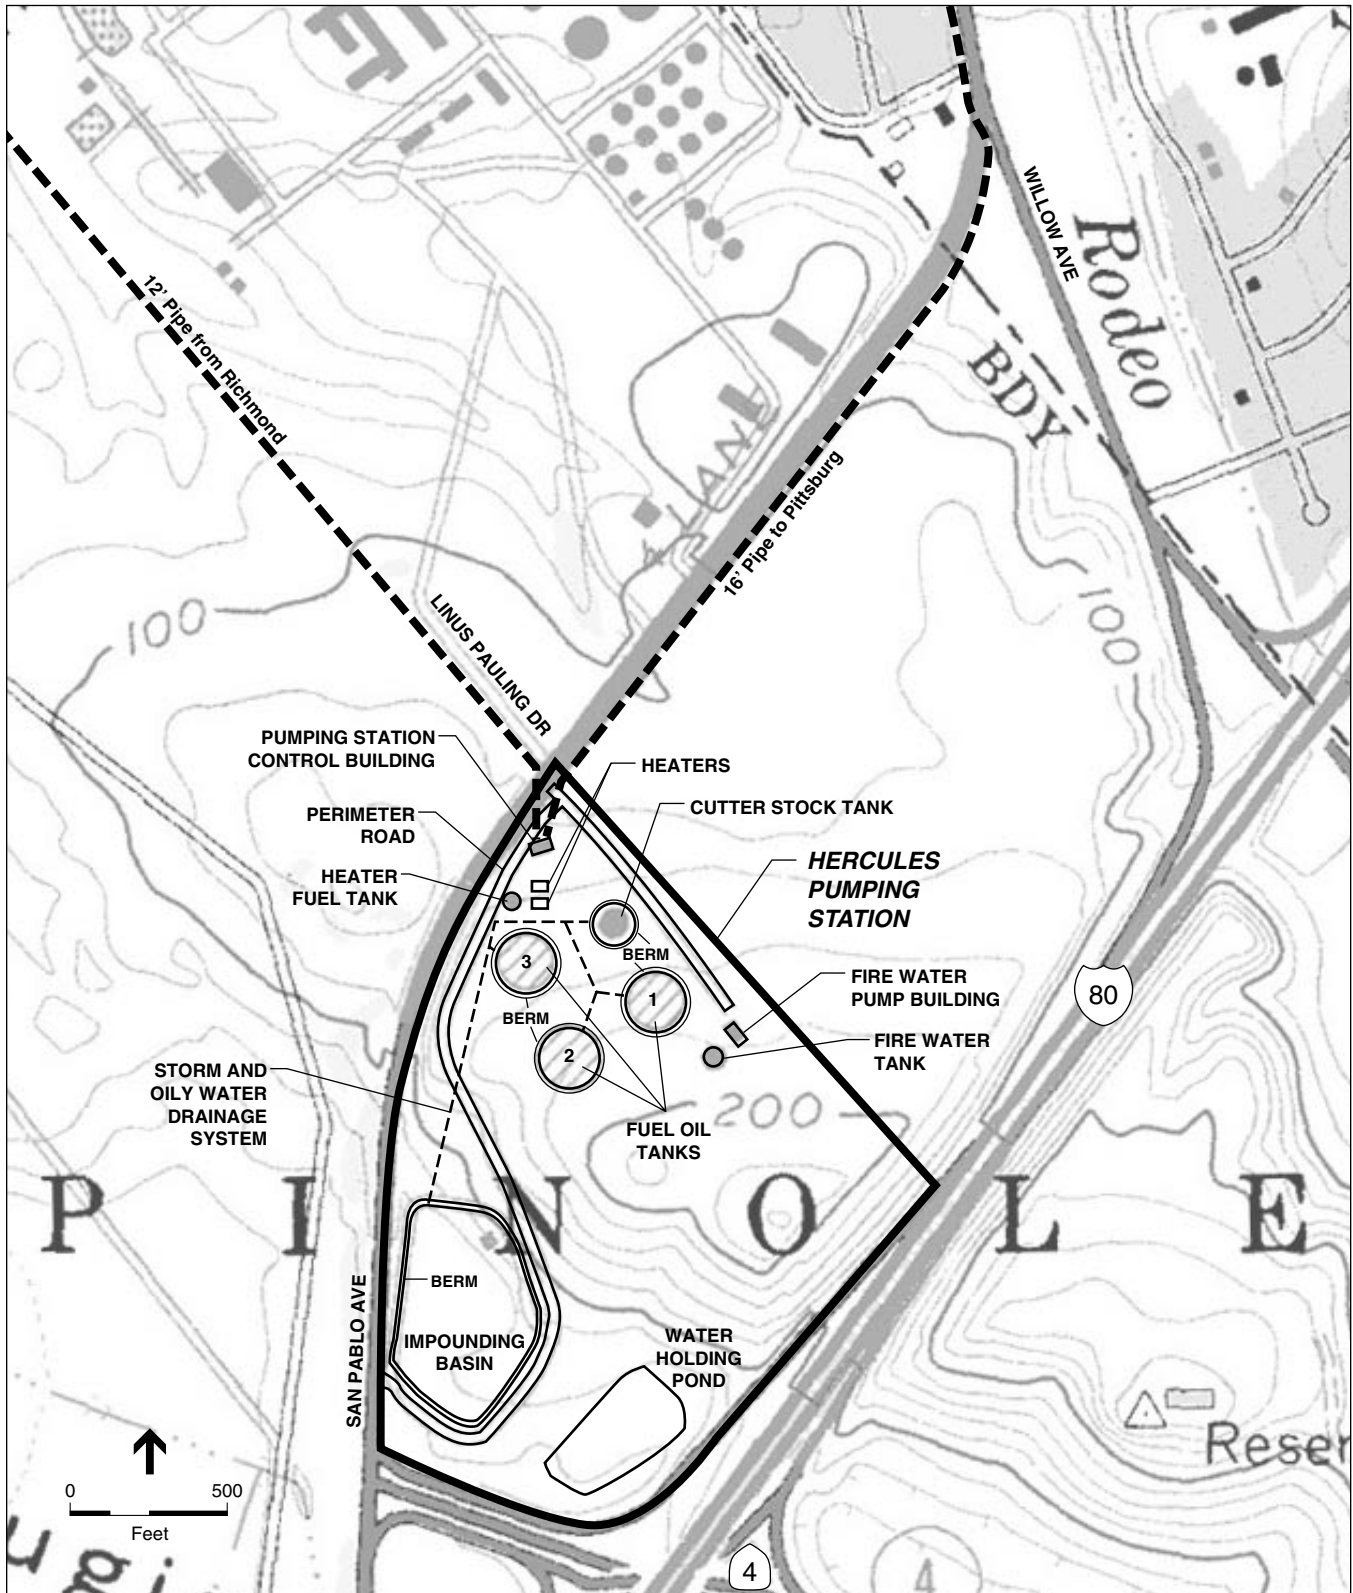 WILLOW AVE
Rodeo
12' Pipe from Richmond
BDY
LAND
16' Pipe to Pittsburg
100
100
LINUS PAULING DR
PUMPING STATION
CONTROL BUILDING
HEATERS
CUTTER STOCK TANK
PERIMETER
ROAD
HERCULES
PUMPING
STATION
HEATER
FUEL TANK
BERM
3
1
FIRE WATER
PUMP BUILDING
80
BERM
2
FIRE WATER
TANK
STORM AND
OILY WATER
DRAINAGE
SYSTEM
FUEL OIL
TANKS
200
P I N O L E
BERM
IMPOUNDING
BASIN
SAN PABLO AVE
WATER
HOLDING
POND
Reser
0 500
Feet
4
4